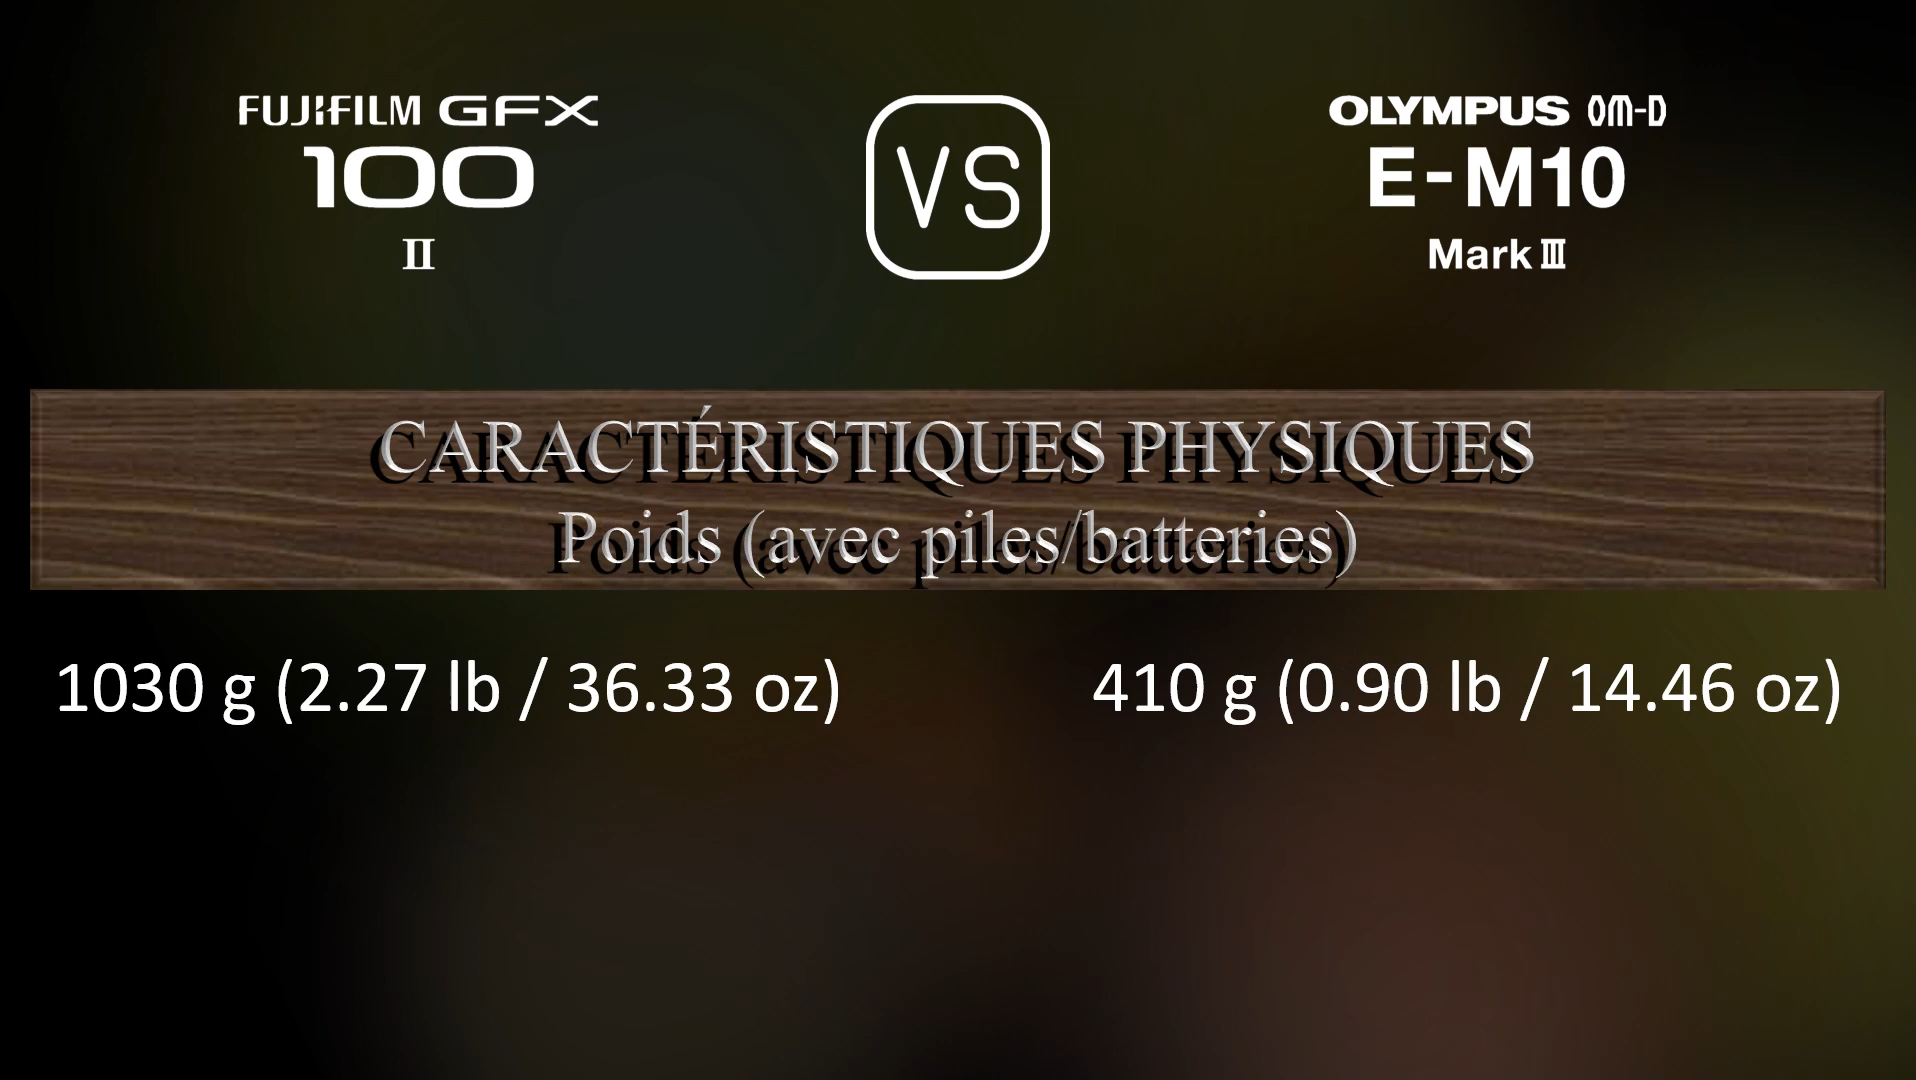 FUJIFILM GFX
100
II
VS
OLYMPUS OM-D
E-M10
Mark III
CARACTÉRISTIQUES PHYSIQUES
Poids (avec piles/batteries)
1030 g (2.27 lb / 36.33 oz)
410 g (0.90 lb / 14.46 oz)